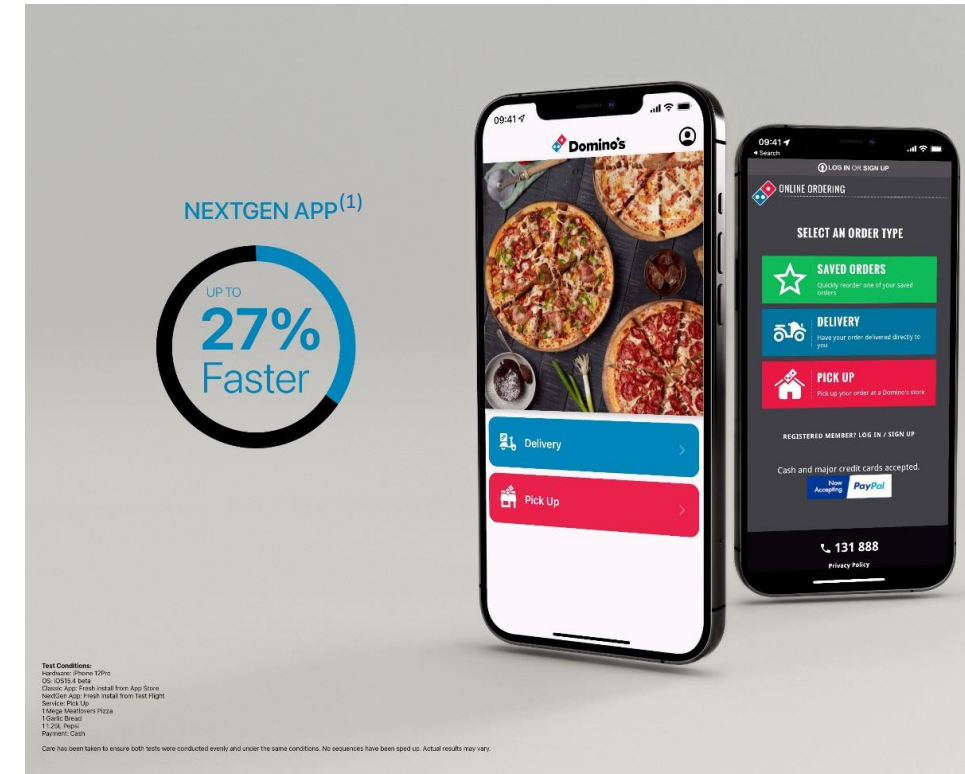 NEXTGEN APP(1)
UP TO
27%
Faster
09:41
Domino's
Delivery
Pick Up
09:41
Search
LOG IN OR SIGN UP
ONLINE ORDERING
SELECT AN ORDER TYPE
SAVED ORDERS
Quickly reorder one of your saved
orders
DELIVERY
Have your order delivered directly to
you
PICK UP
Pick up your order at a Domino's store
REGISTERED MEMBER? LOG IN / SIGN UP
Cash and major credit cards accepted.
Now
Accepting
PayPal
131 888
Privacy Policy
Test Conditions:
Hardware: iPhone 12Pro
OS: iOS15.4 beta
Classic App: Fresh install from App Store
NextGen App: Fresh Install from Test Flight
Service: Pick Up
1 Mega Meatlovers Pizza
1 Garlic Bread
1 1.25L Pepsi
Payment: Cash
Care has been taken to ensure both tests were conducted evenly and under the same conditions. No sequences have been sped up. Actual results may vary.